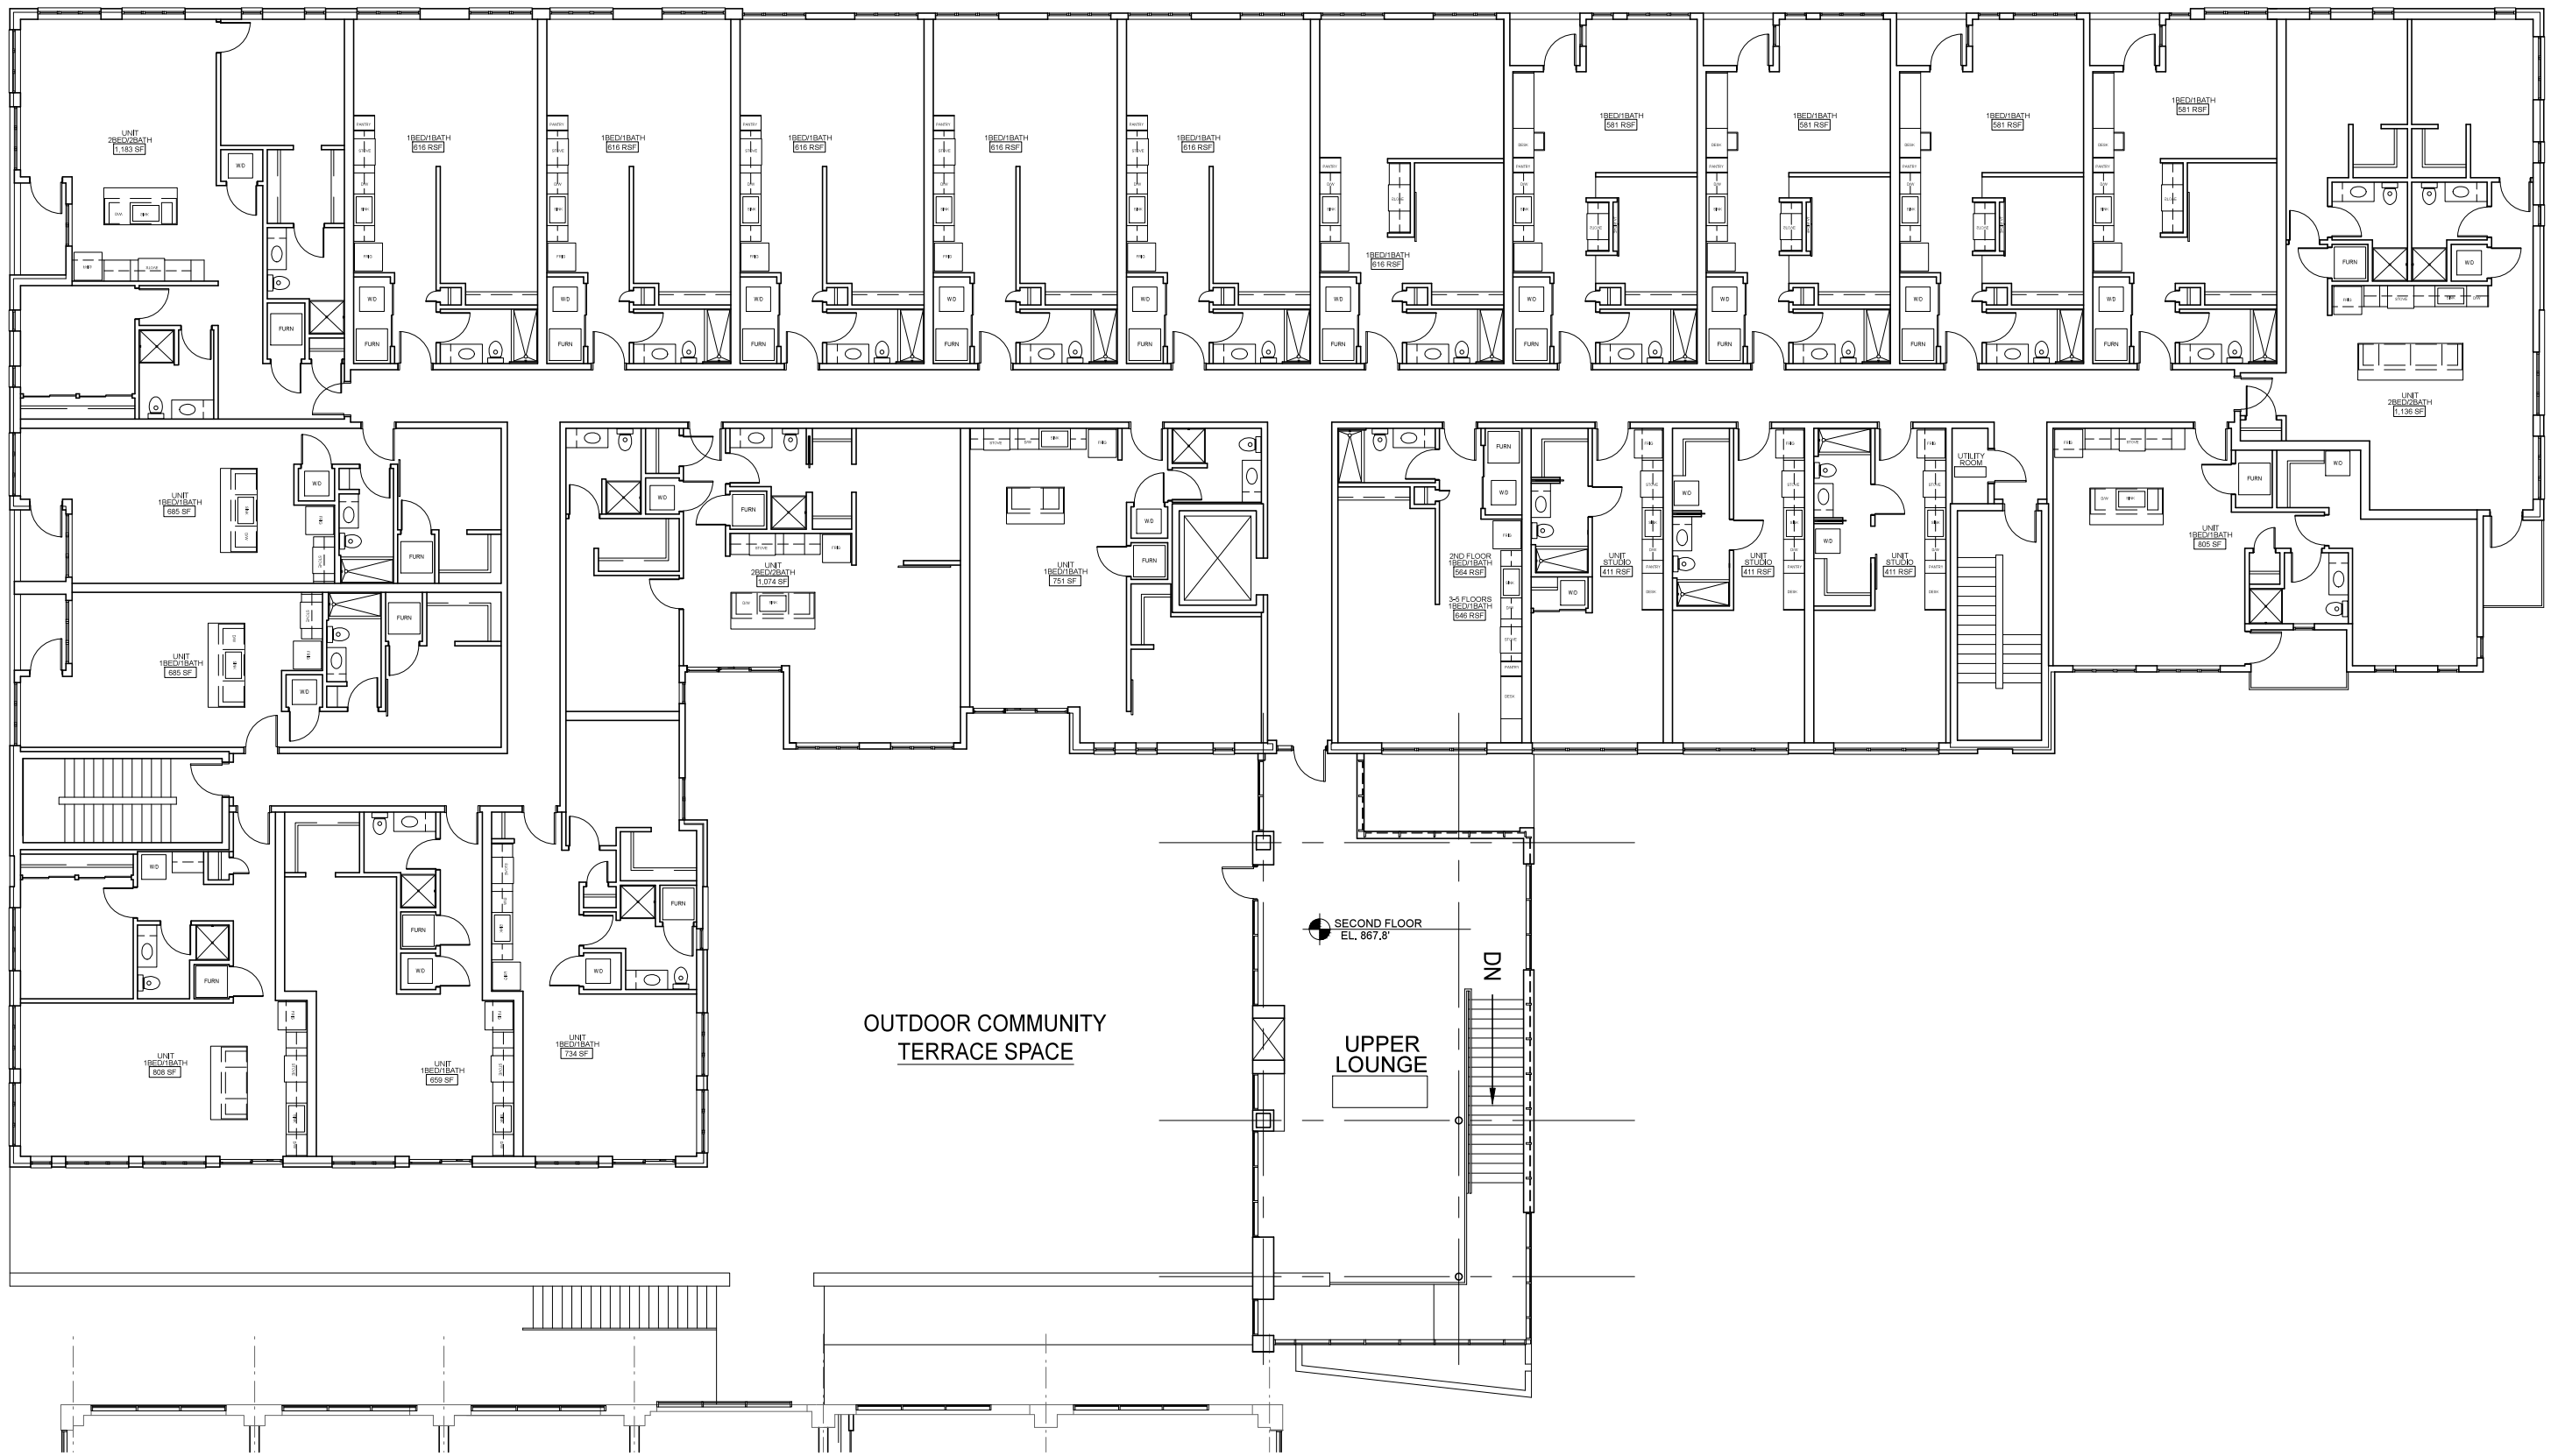 UNIT
2BED/2BATH
1,183 SF
1BED/1BATH
616 RSF
1BED/1BATH
616 RSF
1BED/1BATH
616 RSF
1BED/1BATH
616 RSF
1BED/1BATH
616 RSF
1BED/1BATH
616 RSF
1BED/1BATH
581 RSF
1BED/1BATH
581 RSF
1BED/1BATH
581 RSF
1BED/1BATH
581 RSF
UNIT
2BED/2BATH
1,136 SF
PANTRY
STOVE
D/W
SINK
FRIG
W/D
FURN
UNIT
1BED/1BATH
685 SF
UNIT
1BED/1BATH
685 SF
UNIT
2BED/2BATH
1,074 SF
UNIT
1BED/1BATH
751 SF
2ND FLOOR
1BED/1BATH
564 RSF
3-5 FLOORS
1BED/1BATH
646 RSF
UNIT
STUDIO
411 RSF
UNIT
STUDIO
411 RSF
UNIT
STUDIO
411 RSF
UTILITY
ROOM
UNIT
1BED/1BATH
805 SF
SECOND FLOOR
EL. 867.8'
DN
UNIT
1BED/1BATH
808 SF
UNIT
1BED/1BATH
659 SF
UNIT
1BED/1BATH
734 SF
OUTDOOR COMMUNITY
TERRACE SPACE
UPPER
LOUNGE